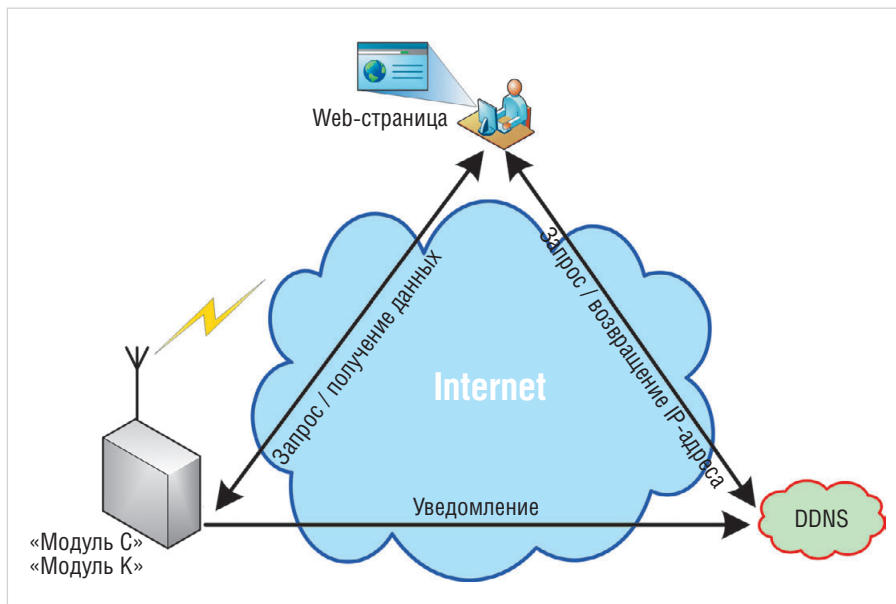 Web-страница
Запрос / получение данных
Запрос / возвращение IP-адреса
Internet
Уведомление
DDNS
«Модуль С»
«Модуль К»